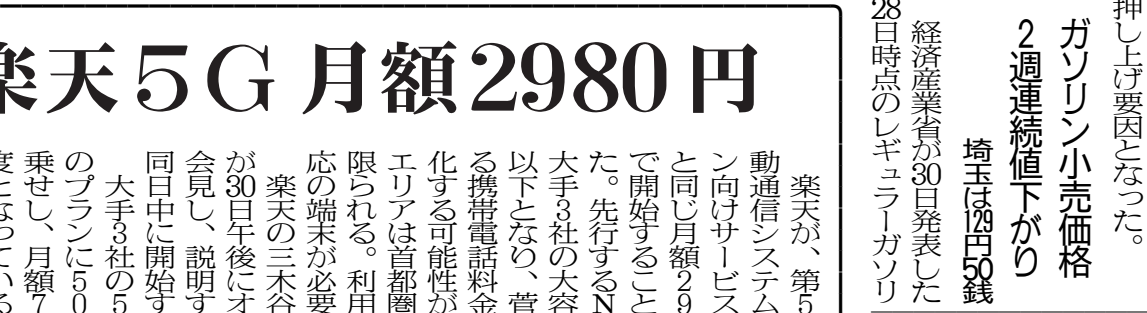 押し上げ要因となった。
ガソリン小売価格
2週連続値下がり
埼玉は129円50銭
経済産業省が30日発表した
28日時点のレギュラーガソリ
楽天5G 月額2980円
楽天が、第5
動通信システム
ン向けサービス
と同じ月額29
で開始すること
た。先行するN
大手3社の大容
以下となり、菅
る携帯電話料金
化する可能性が
エリアは首都圏
限られる。利用
応の端末が必要
楽天の三木谷
が30日午後にオ
会見し、説明す
同日中に開始す
大手3社の5
のプランに50
乗せし、月額7
度となっている